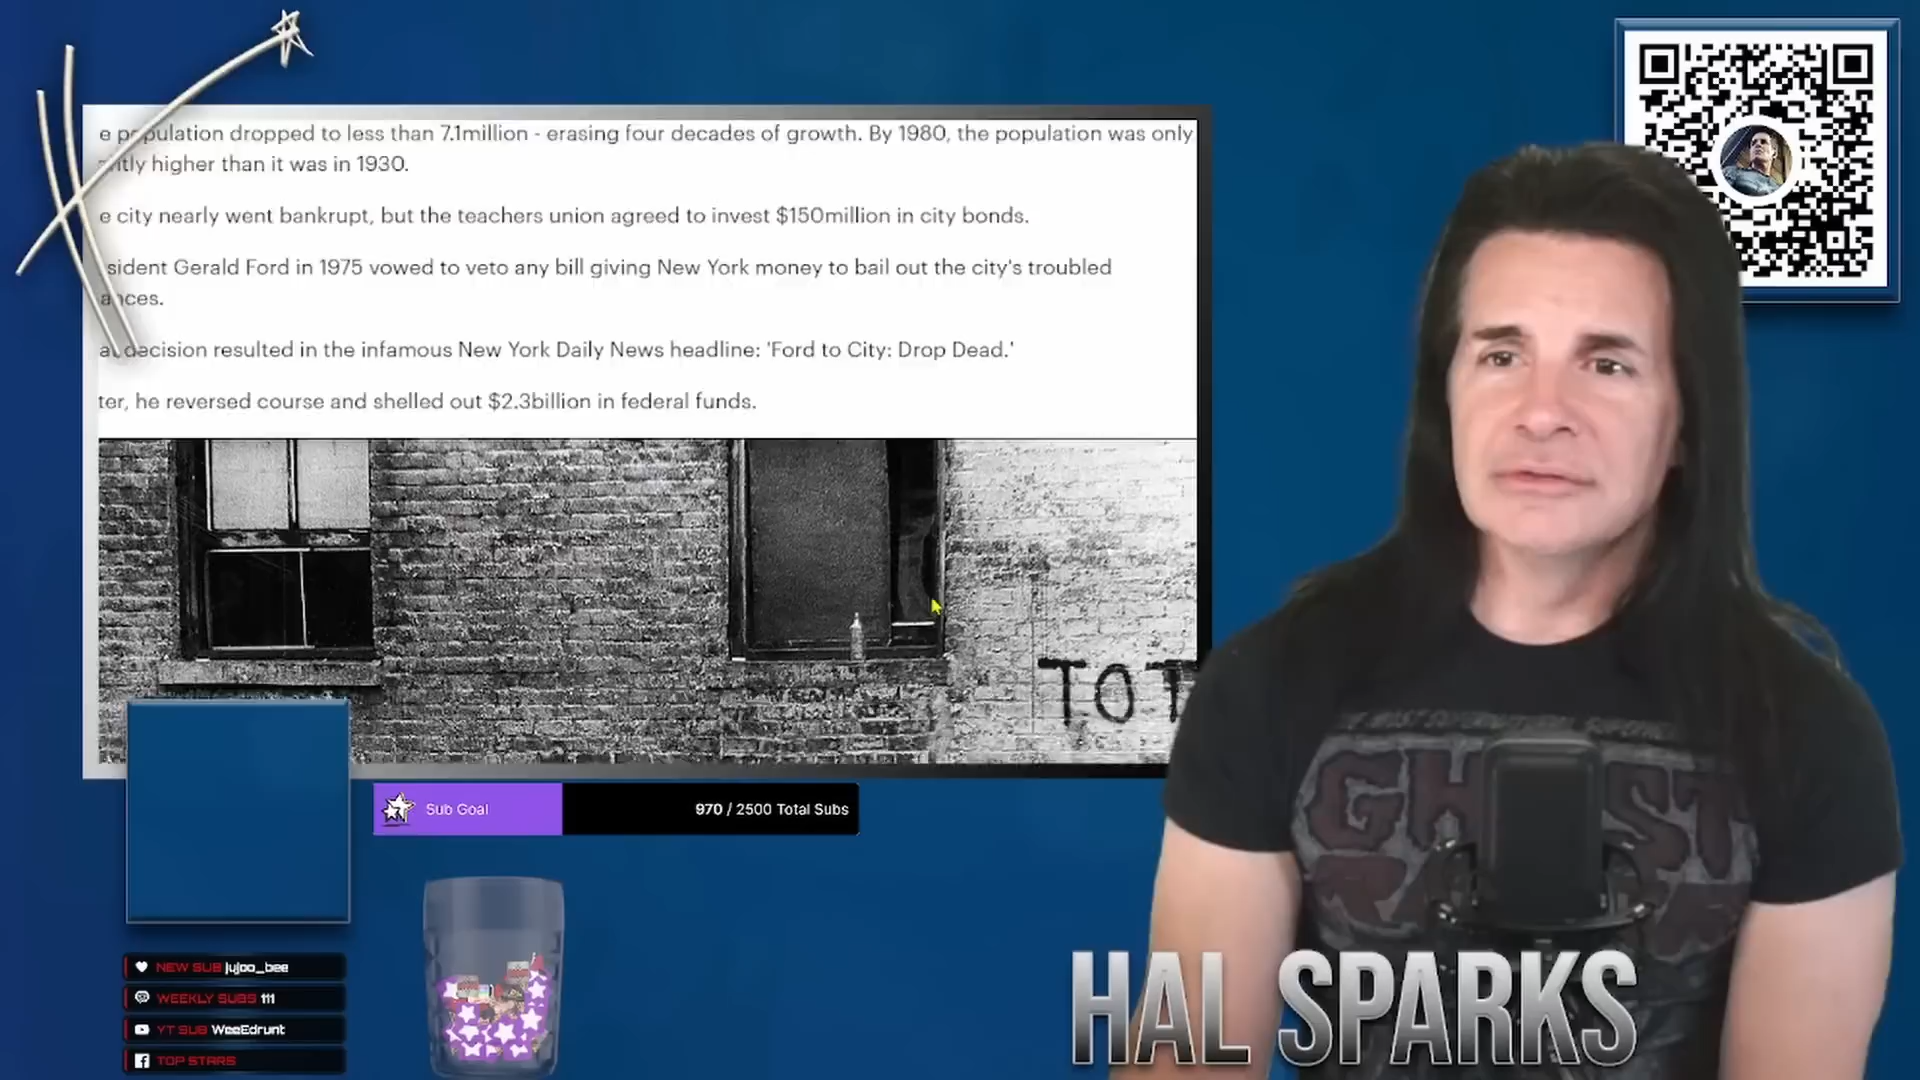 e population dropped to less than 7.1million - erasing four decades of growth. By 1980, the population was only
ntly higher than it was in 1930.
e city nearly went bankrupt, but the teachers union agreed to invest $150million in city bonds.
sident Gerald Ford in 1975 vowed to veto any bill giving New York money to bail out the city's troubled
ances.
at decision resulted in the infamous New York Daily News headline: 'Ford to City: Drop Dead.'
ter, he reversed course and shelled out $2.3billion in federal funds.
TOT
Sub Goal
970 / 2500 Total Subs
NEW SUB jujoo_bee
WEEKLY SUBS 111
YT SUB WeeEdrunt
TOP STARS
GHOST
HAL SPARKS